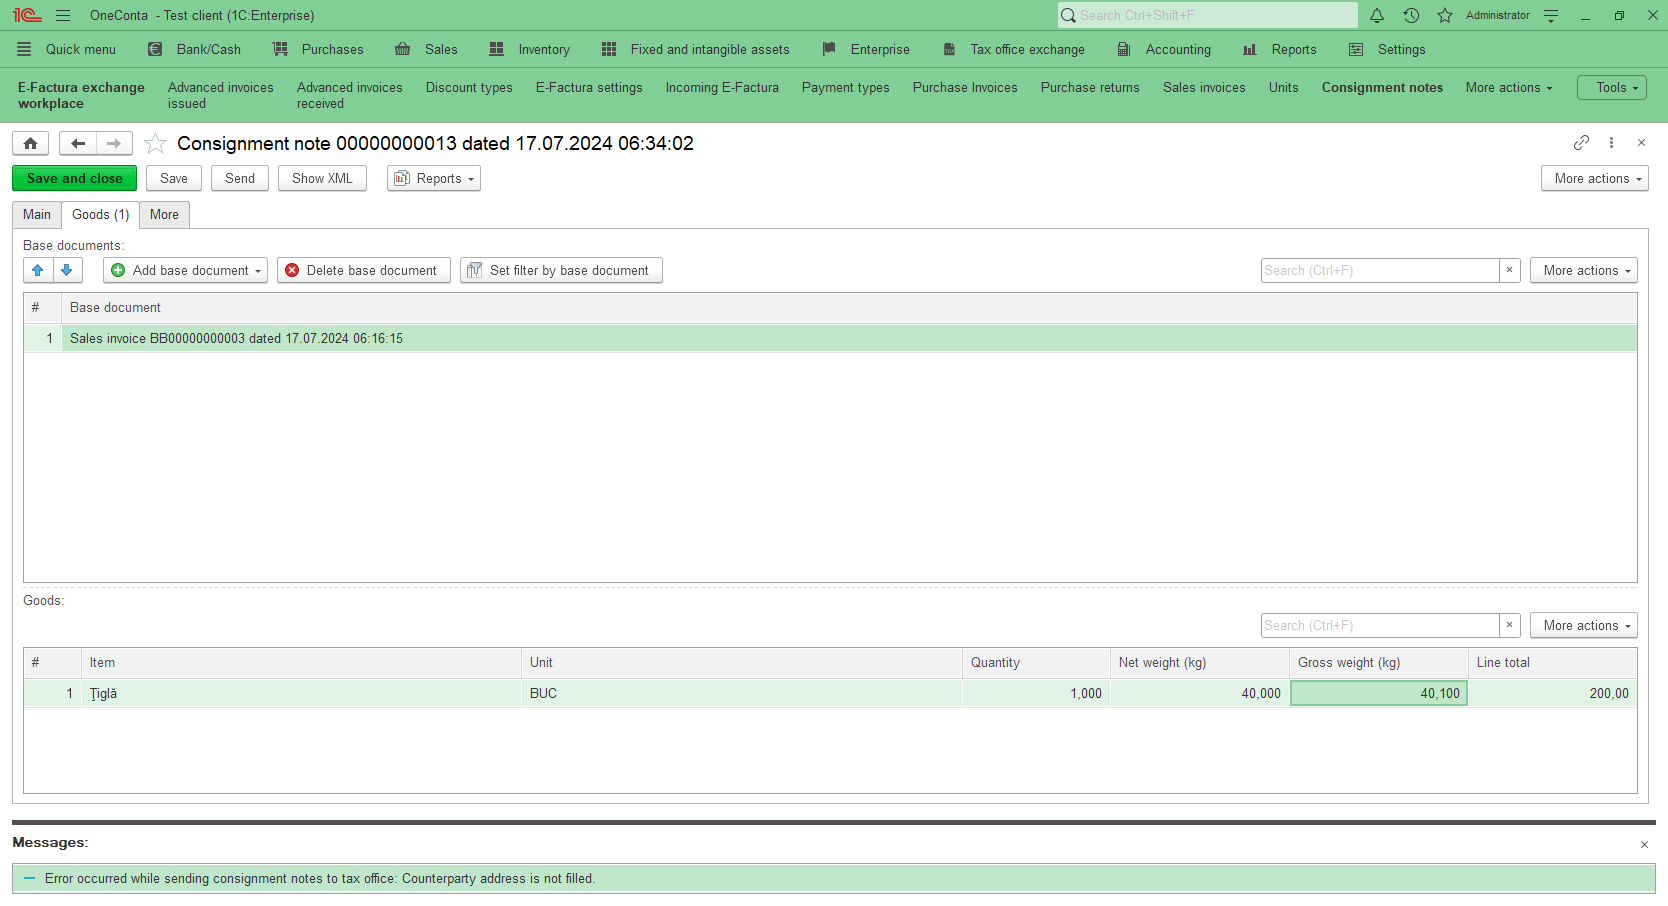 OneConta - Test client (1C:Enterprise)
Search Ctrl+Shift+F
Administrator
Quick menu
Bank/Cash
Purchases
Sales
Inventory
Fixed and intangible assets
Enterprise
Tax office exchange
Accounting
Reports
Settings
E-Factura exchange
workplace
Advanced invoices
issued
Advanced invoices
received
Discount types
E-Factura settings
Incoming E-Factura
Payment types
Purchase Invoices
Purchase returns
Sales invoices
Units
Consignment notes
More actions
Tools
Consignment note 00000000013 dated 17.07.2024 06:34:02
Save and close
Save
Send
Show XML
Reports
More actions
Main
Goods (1)
More
Base documents:
Add base document
Delete base document
Set filter by base document
Search (Ctrl+F)
×
More actions
# Base document
1 Sales invoice BB00000000003 dated 17.07.2024 06:16:15
Goods:
Search (Ctrl+F)
×
More actions
# Item Unit Quantity Net weight (kg) Gross weight (kg) Line total
1 Ţiglă BUC 1,000 40,000 40,100 200,00
Messages:
Error occurred while sending consignment notes to tax office: Counterparty address is not filled.